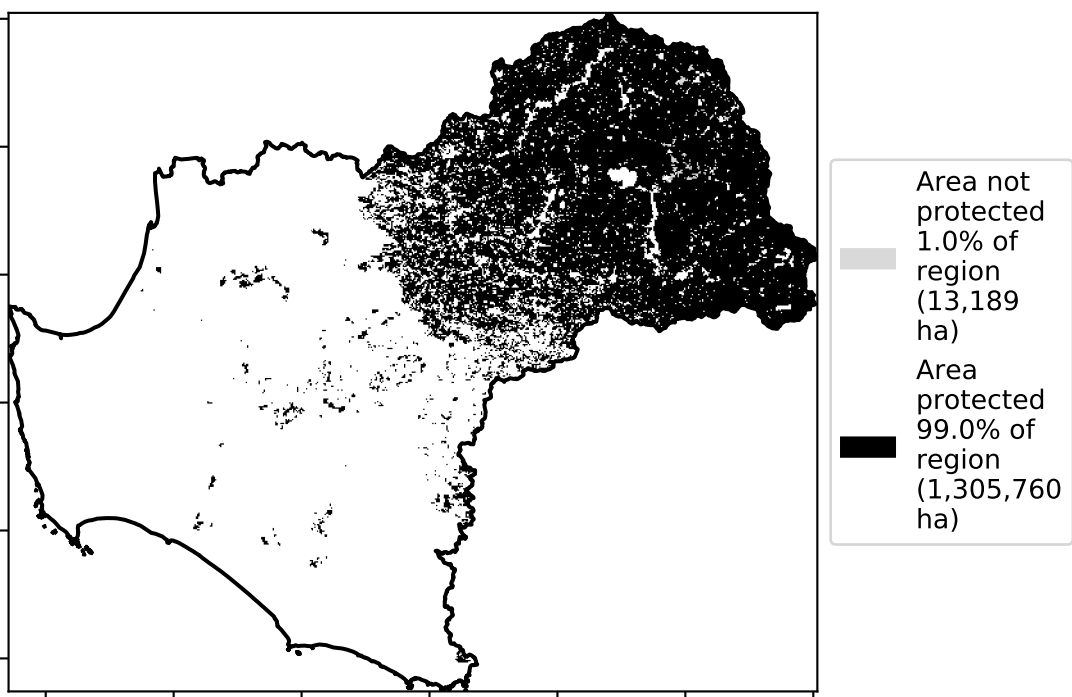 Area not
protected
1.0% of
region
(13,189
ha)
Area
protected
99.0% of
region
(1,305,760
ha)